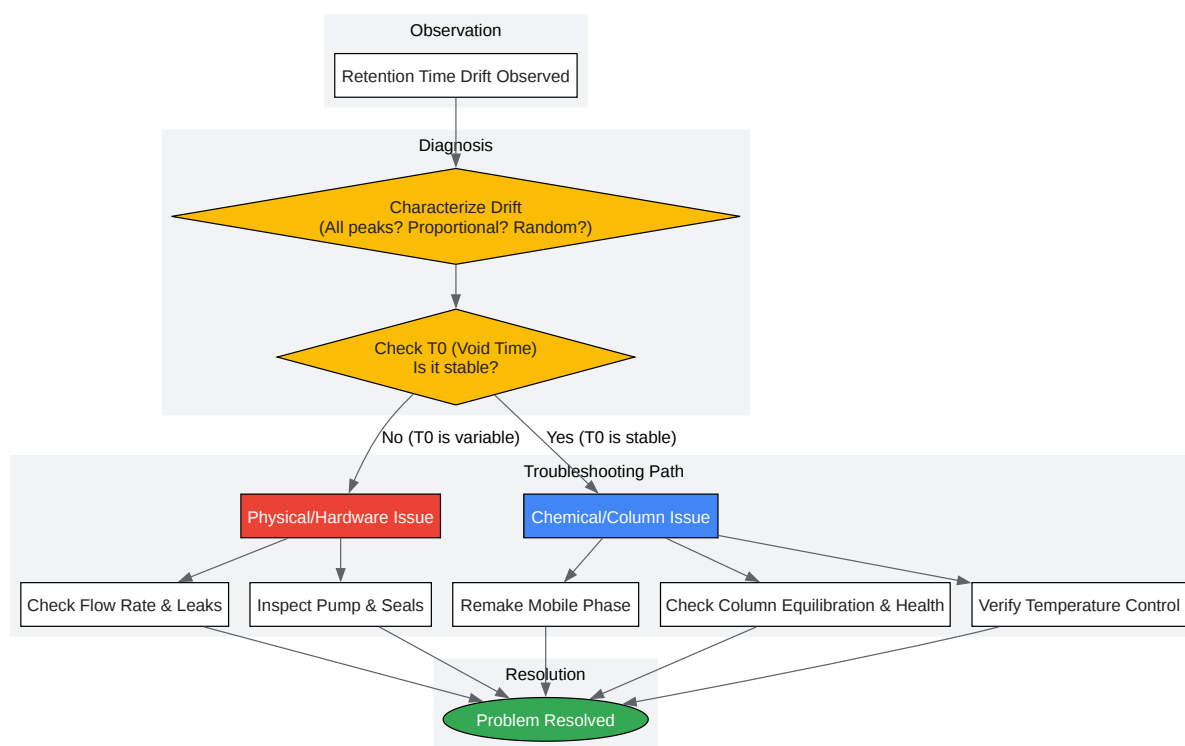 Observation
Retention Time Drift Observed
Diagnosis
Characterize Drift
(All peaks? Proportional? Random?)
Check T0 (Void Time)
Is it stable?
No (T0 is variable)
Yes (T0 is stable)
Troubleshooting Path
Physical/Hardware Issue
Chemical/Column Issue
Check Flow Rate & Leaks
Inspect Pump & Seals
Remake Mobile Phase
Check Column Equilibration & Health
Verify Temperature Control
Resolution
Problem Resolved